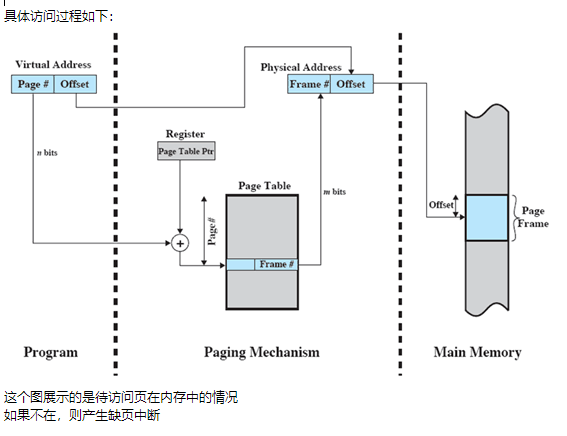 具体访问过程如下：
Virtual Address
Page # Offset
n bits
Register
Page Table Ptr
+
Page#
Page Table
Frame #
m bits
Physical Address
Frame # Offset
Offset
Page
Frame
Program
Paging Mechanism
Main Memory
这个图展示的是待访问页在内存中的情况
如果不在，则产生缺页中断